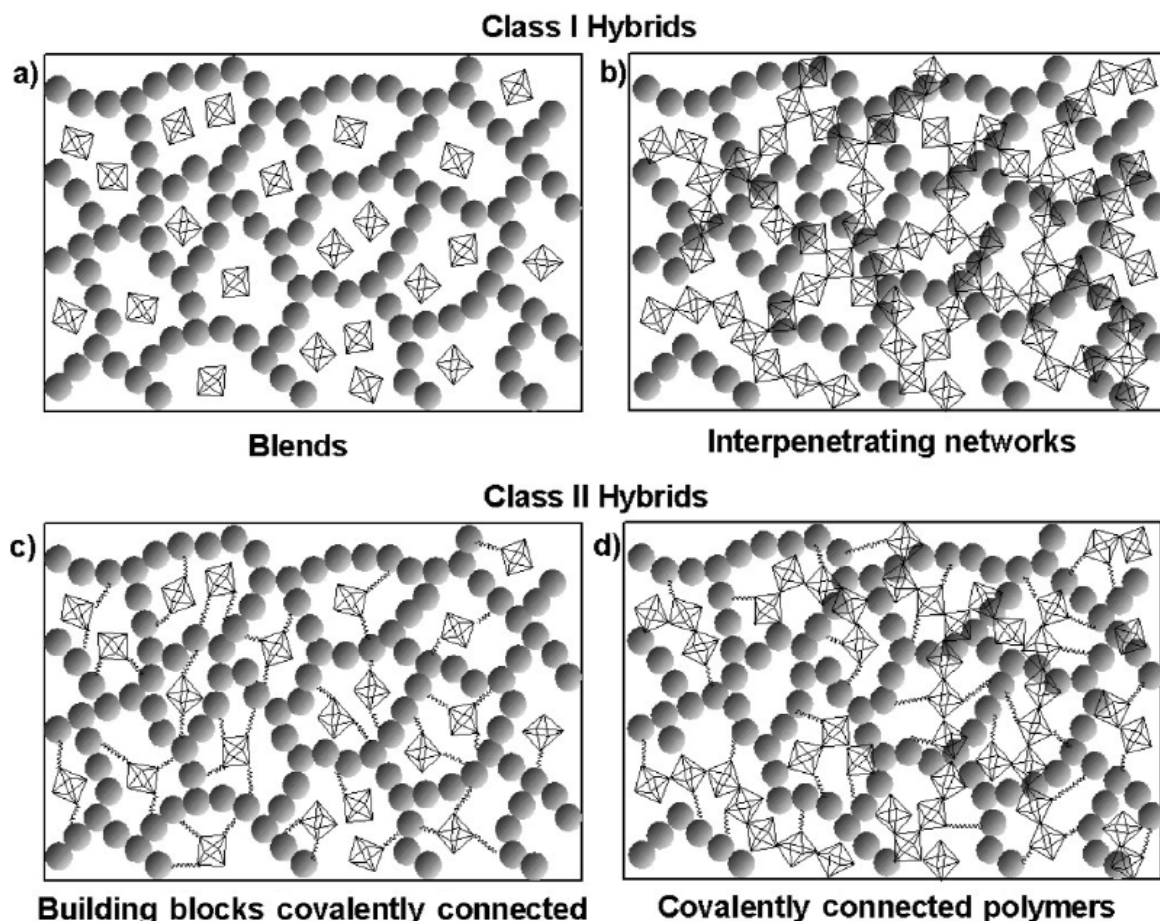 Class I Hybrids
a)
b)
Blends
Interpenetrating networks
Class II Hybrids
c)
d)
Building blocks covalently connected
Covalently connected polymers